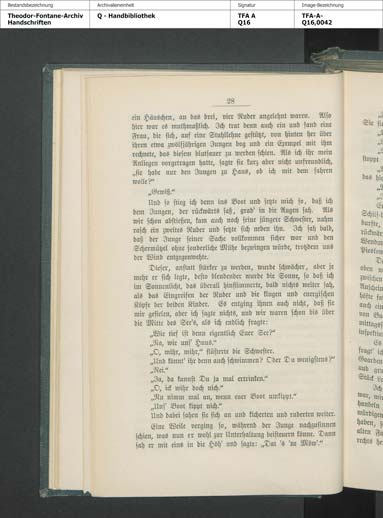 Bestandsbezeichnung
Archivalieneinheit
Signatur
Image-Bezeichnung
Theodor-Fontane-Archiv
Handschriften
Q - Handbibliothek
TFA A
Q16
TFA-A-
Q16,0042
28
ein Häuschen, an das drei, vier Ruder angelehnt waren. Also
hier war es muthmaßlich. Ich trat denn auch ein und fand eine
Frau, die sich, auf eine Stuhllehne gestützt, von hinten her über
ihren etwa zwölfjährigen Jungen bog und ein Exempel mit ihm
rechnete, das diesem blutsauer zu werden schien. Als ich ihr mein
Anliegen vorgetragen hatte, sagte sie kurz aber nicht unfreundlich,
„sie habe nur den Jungen zu Haus, ob ich mit dem fahren
wolle?“
„Gewiß.“
Und so stieg ich denn ins Boot und setzte mich so, daß ich
dem Jungen, der rückwärts saß, grad' in die Augen sah. Als
wir schon abstießen, kam auch noch seine jüngere Schwester, nahm
rasch ein zweites Ruder und setzte sich neben ihn. Ich sah bald,
daß der Junge seiner Sache vollkommen sicher war und den
Schermützel ohne sonderliche Mühe bezwingen würde, trotzdem uns
der Wind entgegenwehte.
Dieser, anstatt stärker zu werden, wurde schwächer, aber je
mehr er sich legte, desto blendender wurde die Sonne, so daß ich
im Sonnenlicht, das überall hinflimmerte, bald nichts weiter sah,
als das Eingreifen der Ruder und die klugen und energischen
Köpfe der beiden Kinder. Es entging ihnen auch nicht, daß sie
mir gefielen, aber ich sagte nichts, und wir waren schon bis über
die Mitte des See's, als ich endlich fragte:
„Wie tief ist denn eigentlich Euer See?“
„Na, wie uns' Haus.“
„O, mihr, mihr,“ flüsterte die Schwester.
„Und könnt' ihr denn auch schwimmen? Oder Du wenigstens?“
„Nei.“
„Ja, da kannst Du ja mal ertrinken.“
„O, ick wihr doch nich.“
„Nu nimm mal an, wenn euer Boot umkippt.“
„Uns' Boot kippt nich.“
Und dabei sahen sie sich an und kicherten und ruderten weiter.
Eine Weile verging so, während der Junge nachzusinnen
schien, was nun er wohl zur Unterhaltung beisteuern könne. Dann
sah er mit eins in die Höh' und sagte: „Dat 's 'ne Möw'.“